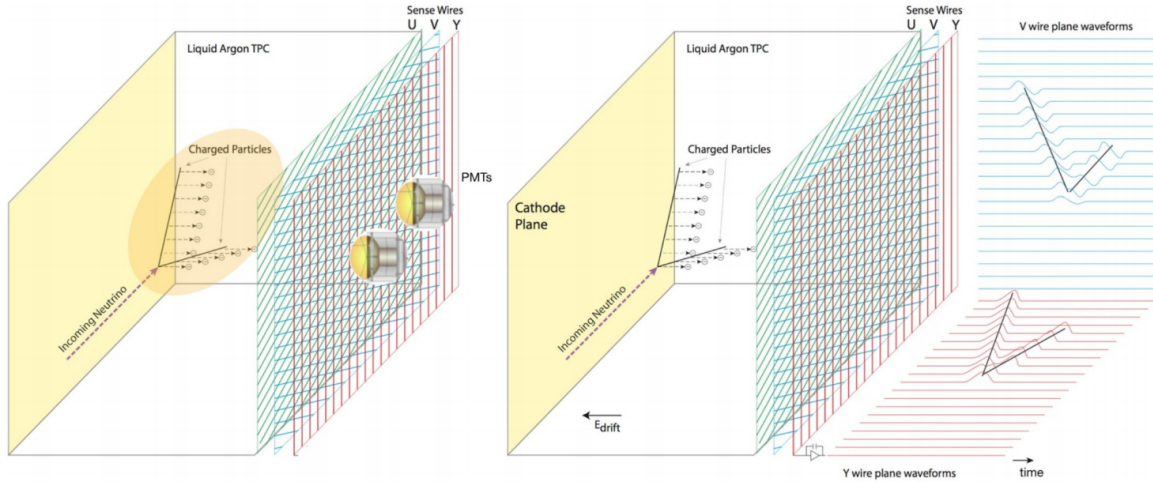 Sense Wires
U V Y
Liquid Argon TPC
Charged Particles
PMTs
Incoming Neutrino
Sense Wires
U V Y
V wire plane waveforms
Liquid Argon TPC
Charged Particles
Cathode
Plane
Incoming Neutrino
Edrift
time
Y wire plane waveforms